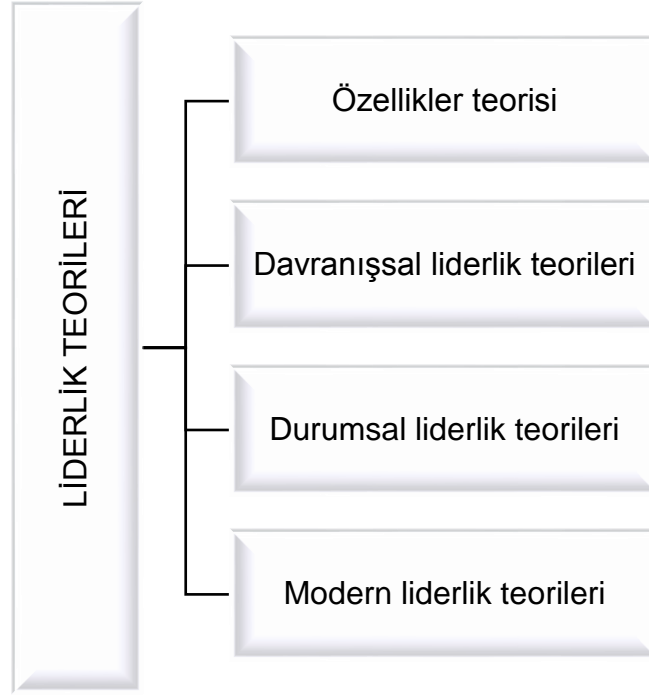 LİDERLİK TEORİLERİ
Özellikler teorisi
Davranışsal liderlik teorileri
Durumsal liderlik teorileri
Modern liderlik teorileri